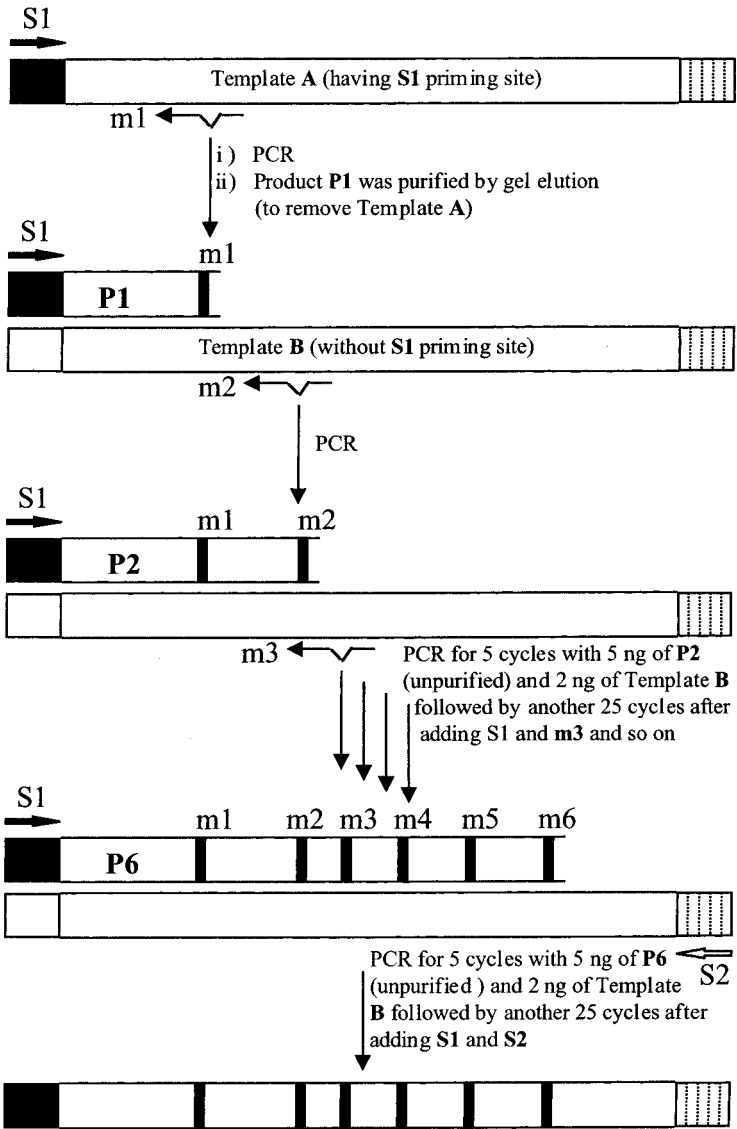 S1
Template A (having S1 priming site)
m1
i ) PCR
ii) Product P1 was purified by gel elution
(to remove Template A)
S1
m1
P1
Template B (without S1 priming site)
m2
PCR
S1
m1 m2
P2
m3
PCR for 5 cycles with 5 ng of P2
(unpurified) and 2 ng of Template B
followed by another 25 cycles after
adding S1 and m3 and so on
S1
m1 m2 m3 m4 m5 m6
P6
PCR for 5 cycles with 5 ng of P6
S2
(unpurified ) and 2 ng of Template
B followed by another 25 cycles after
adding S1 and S2